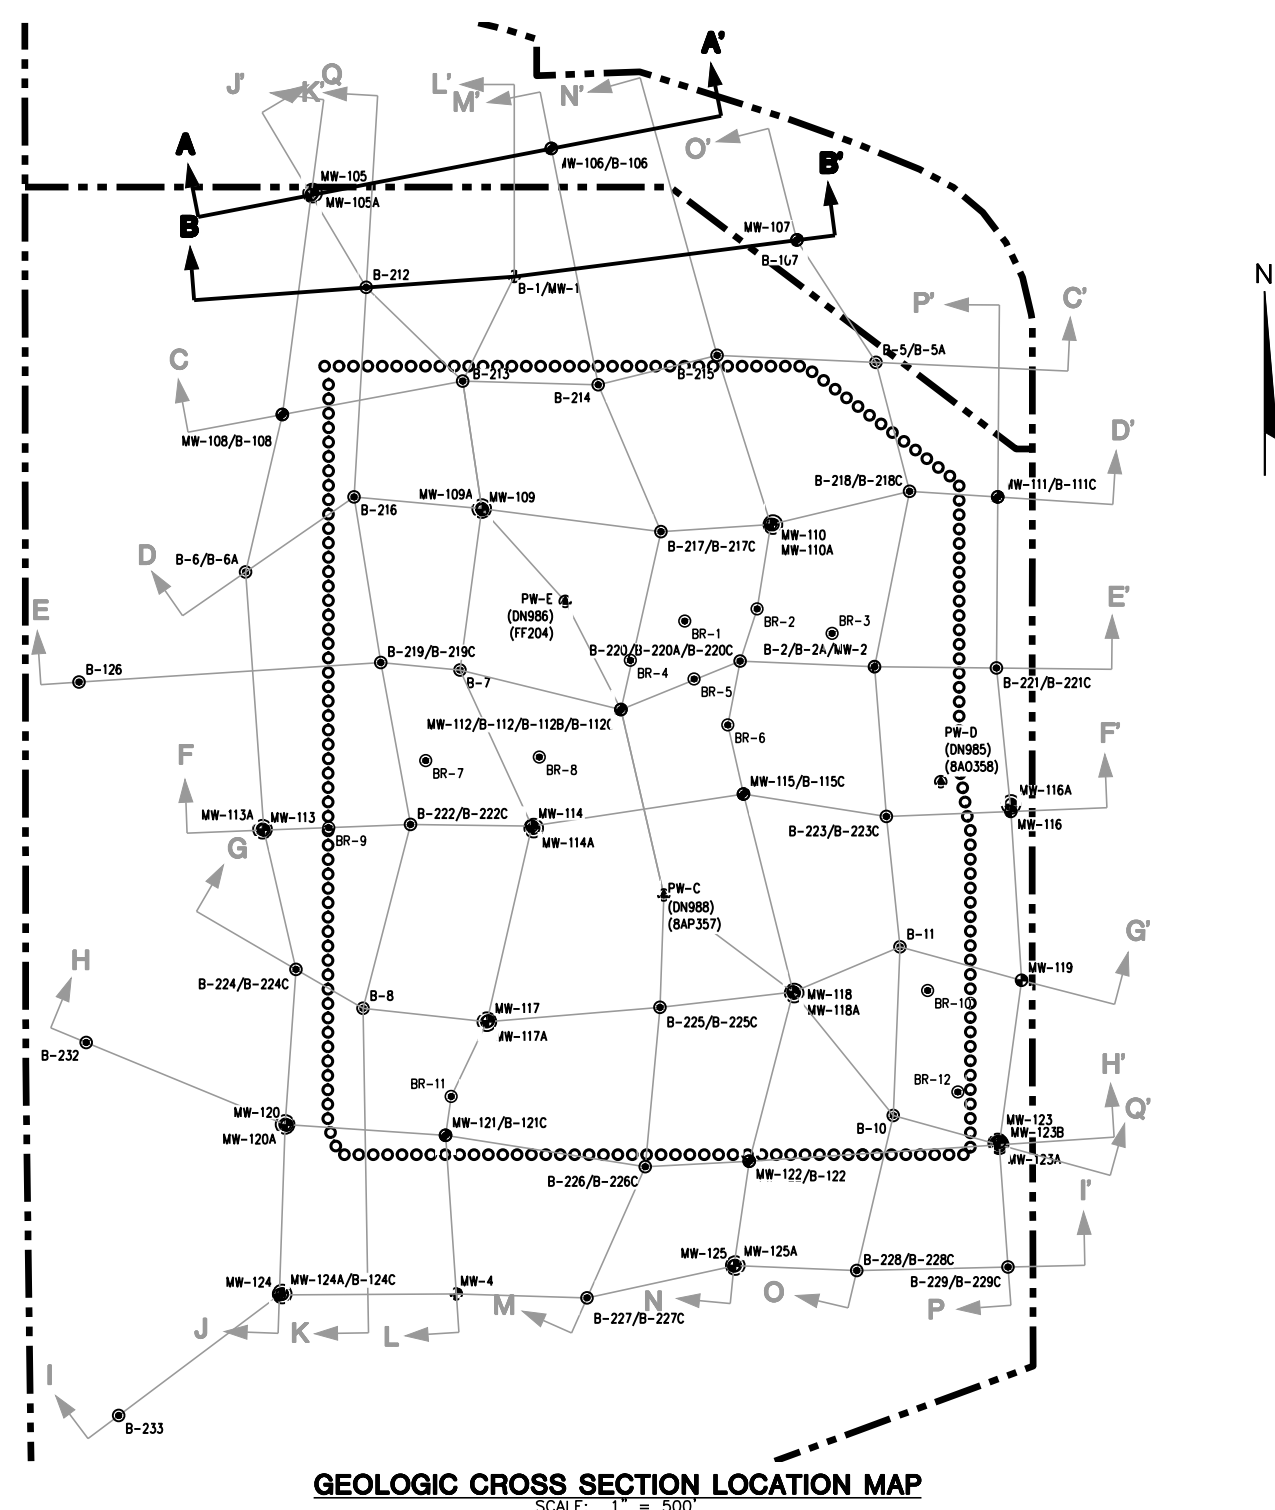 A'
J'
K'
Q
L'
M'
N'
A
O'
B'
MW-106/B-106
MW-105
MW-105A
B
MW-107
B-107
N
B-212
B-1/MW-1
P'
C'
C
B-5/B-5A
B-213
B-215
B-214
MW-108/B-108
D'
B-218/B-218C
MW-111/B-111C
MW-109A
MW-109
B-216
MW-110
MW-110A
B-217/B-217C
D
B-6/B-6A
E
E'
PW-E
(DN986)
(FF204)
BR-1
BR-2
BR-3
B-219/B-219C
B-220/B-220A/B-220C
B-2/B-2A/MW-2
B-126
B-7
BR-4
BR-5
B-221/B-221C
MW-112/B-112/B-112B/B-112C
BR-6
F
F'
PW-D
(DN985)
(8A0358)
BR-7
BR-8
MW-115/B-115C
MW-116A
MW-116
MW-113A
MW-113
B-222/B-222C
MW-114
MW-114A
BR-9
B-223/B-223C
G
PW-C
(DN988)
(8AP357)
B-11
G'
H
MW-119
B-224/B-224C
B-8
MW-118
MW-118A
BR-10
MW-117
MW-117A
B-225/B-225C
B-232
H'
BR-11
BR-12
Q'
MW-120
MW-120A
MW-121/B-121C
B-10
MW-123
MW-123B
MW-123A
B-226/B-226C
MW-122/B-122
I'
MW-125
MW-125A
B-228/B-228C
B-229/B-229C
MW-124
MW-124A/B-124C
MW-4
M
N
O
P
B-227/B-227C
J
K
L
I
B-233
GEOLOGIC CROSS SECTION LOCATION MAP
SCALE: 1" = 500'